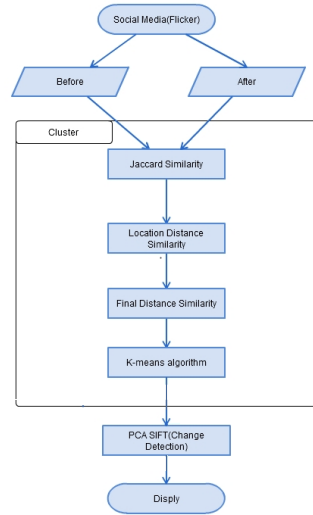 Social Media(Flicker)
Before
After
Cluster
Jaccard Similarity
Location Distance
Similarity
Final Distance Similarity
K-means algorithm
PCA SIFT(Change
Detection)
Disply